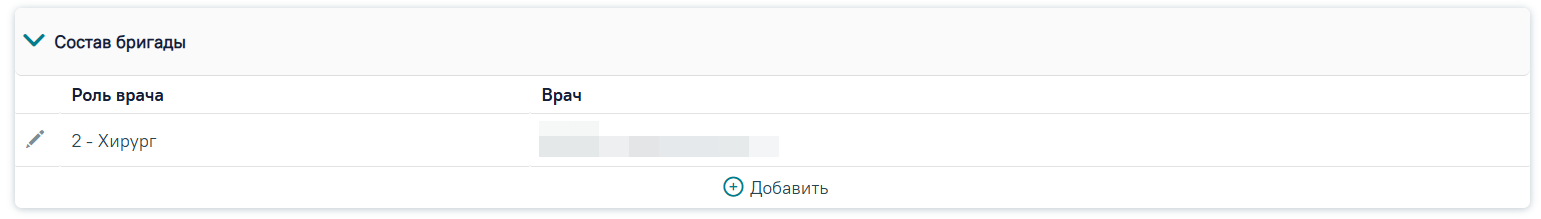 Состав бригады
Роль врача Врач
2 - Хирург
Добавить